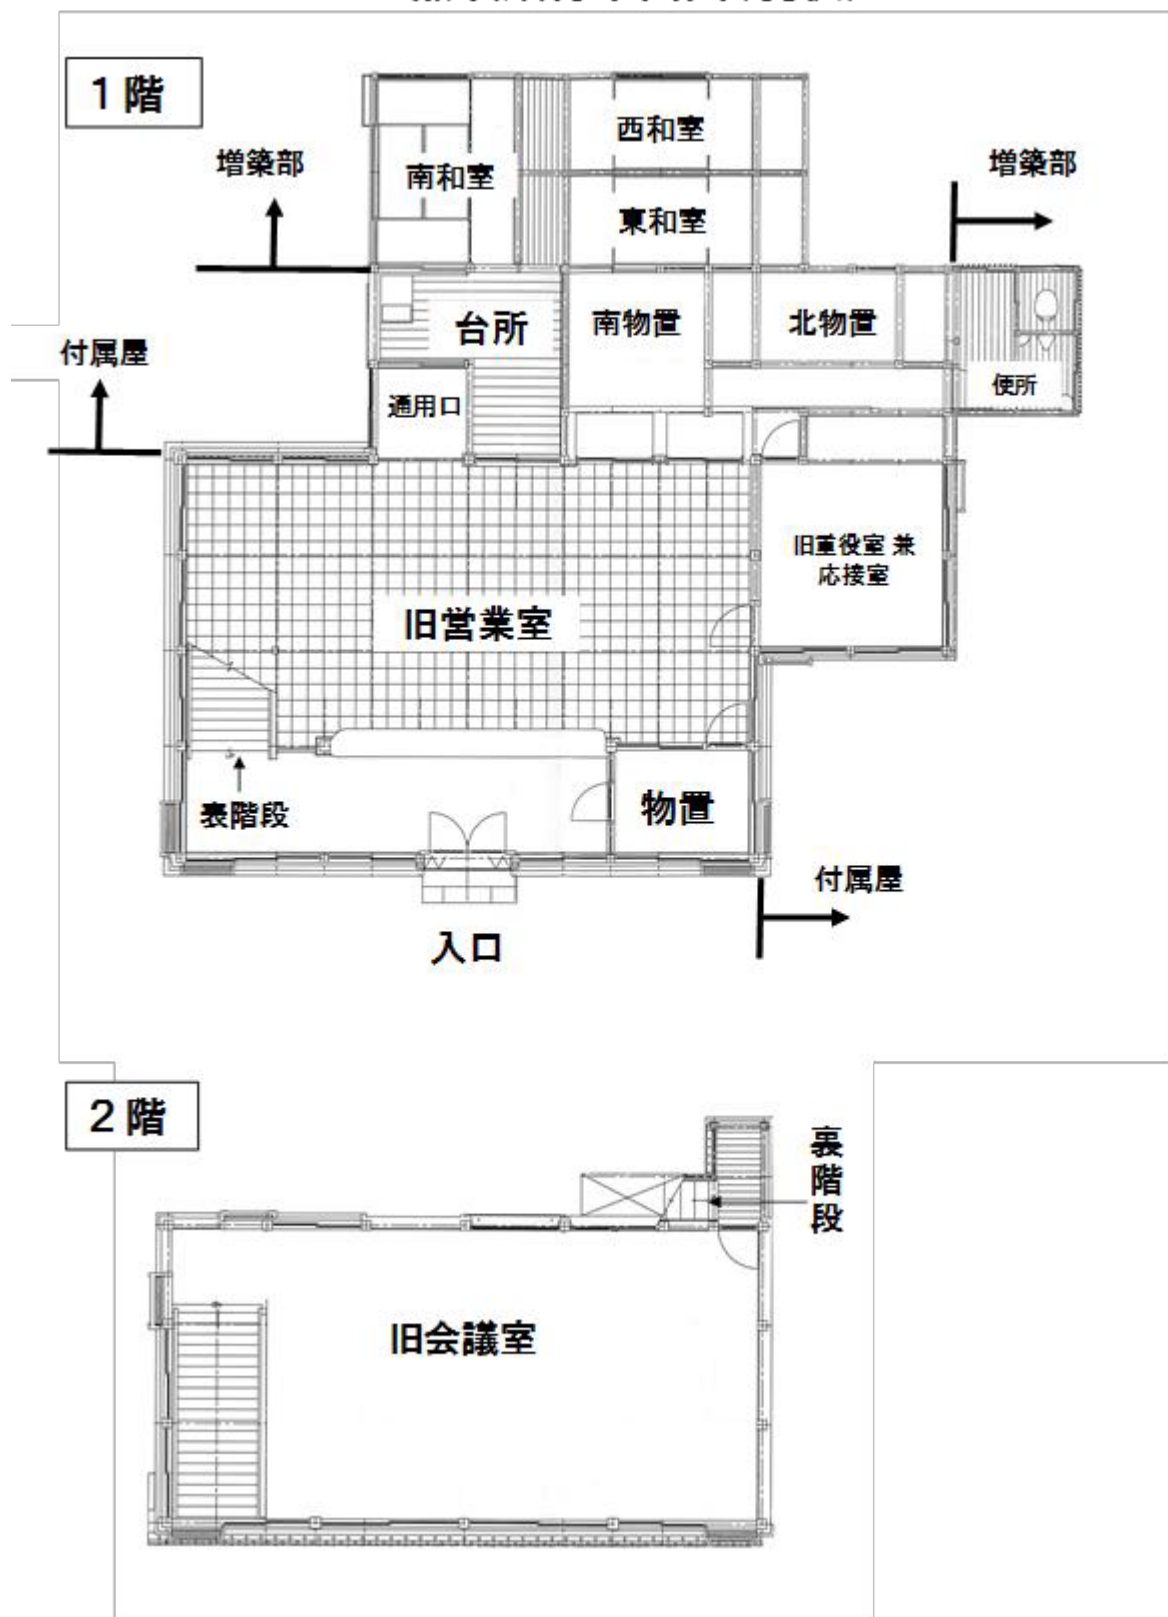 1階
西和室
増築部
増築部
南和室
東和室
台所
南物置
北物置
付属屋
便所
通用口
旧重役室 兼
応接室
旧営業室
表階段
物置
付属屋
入口
2階
裏階段
旧会議室